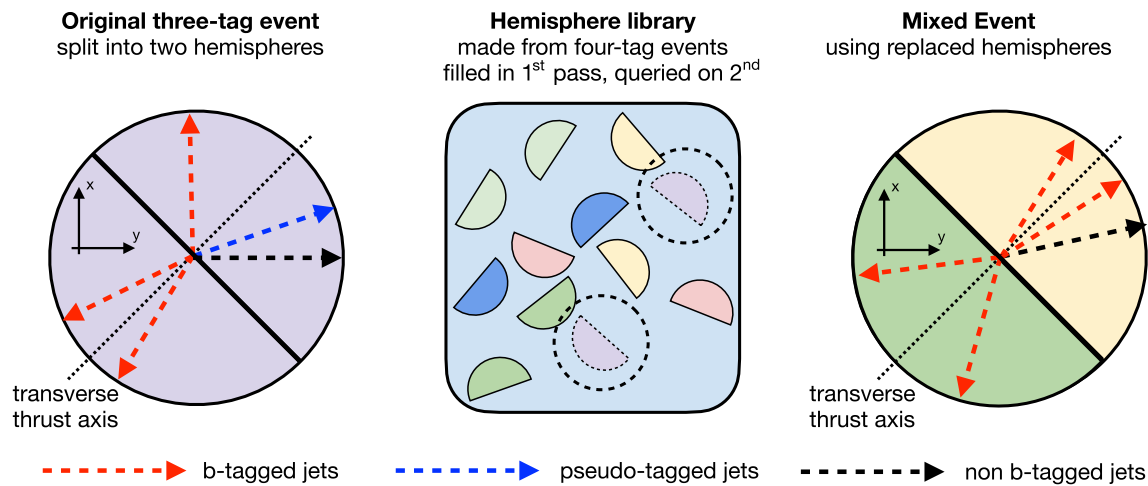 Original three-tag event
split into two hemispheres
Hemisphere library
made from four-tag events
filled in 1st pass, queried on 2nd
Mixed Event
using replaced hemispheres
x
y
transverse
thrust axis
x
y
transverse
thrust axis
b-tagged jets
pseudo-tagged jets
non b-tagged jets